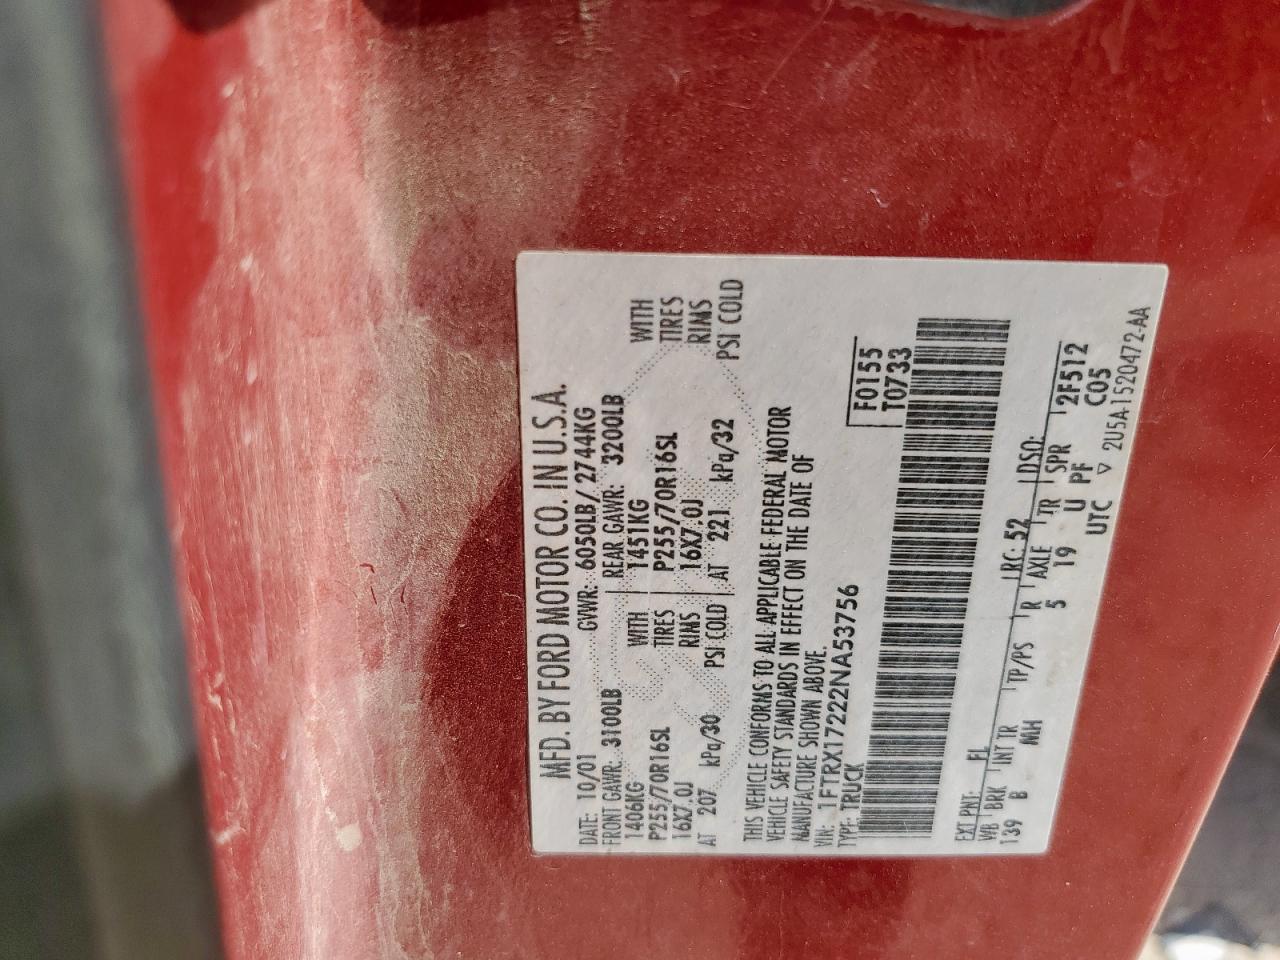 MFD. BY FORD MOTOR CO. IN U.S.A.
DATE: 10/01 GVWR: 6050LB/ 2744KG
FRONT GAWR: 3100LB REAR GAWR: 3200LB
1406KG WITH 1451KG WITH
P255/70R16SL TIRES P255/70R16SL TIRES
16X7.0J RIMS 16X7.0J RIMS
AT 207 kPa/30 PSI COLD AT 221 kPa/32 PSI COLD
THIS VEHICLE CONFORMS TO ALL APPLICABLE FEDERAL MOTOR
VEHICLE SAFETY STANDARDS IN EFFECT ON THE DATE OF
MANUFACTURE SHOWN ABOVE.
VIN: 1FTRX17222NA53756 F0155
TYPE: TRUCK T0733
EXT PNT: FL RC: 52 DSO:
WB BRK INT TR TP/PS R AXLE TR SPR 2F512
139 B MH 5 19 U PF C05
UTC ▽ 2U5A-1520472-AA